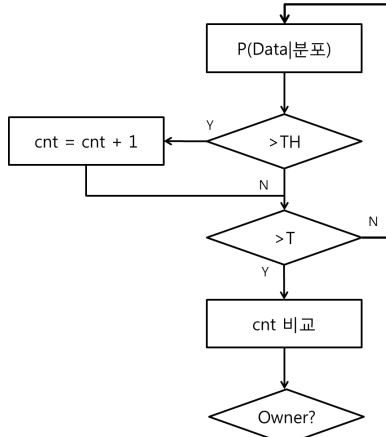 P(Data|분포)
Y
>TH
cnt = cnt + 1
N
N
>T
Y
cnt 비교
Owner?